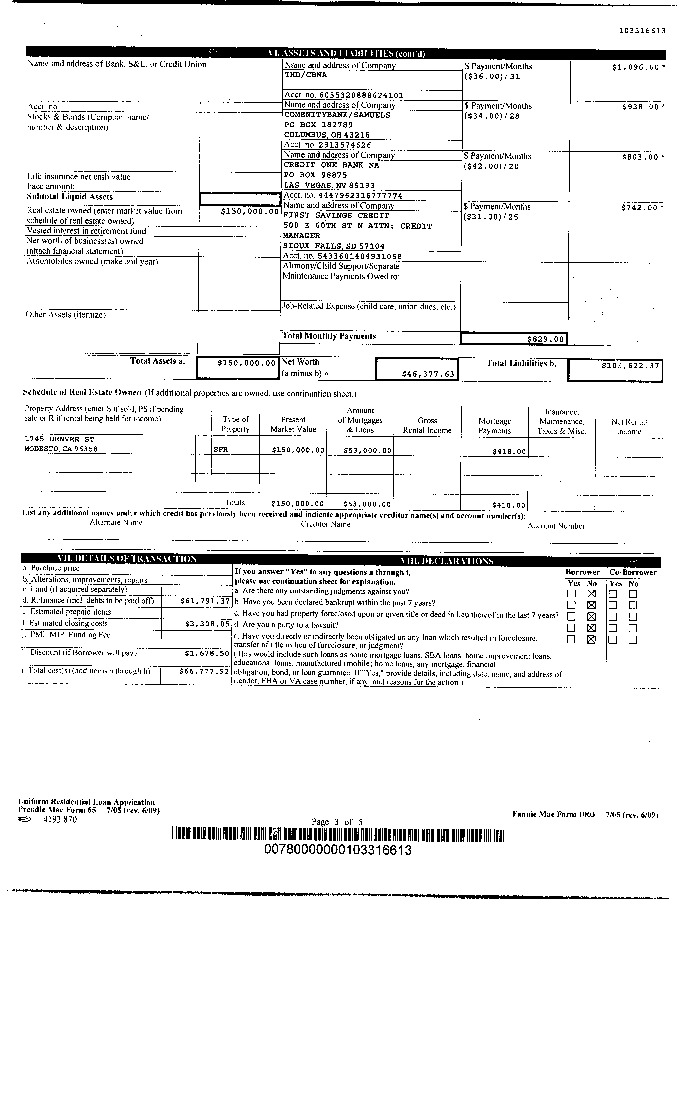 103316613
VI. ASSETS AND LIABILITIES (cont'd)
Name and address of Bank, S&L, or Credit Union
Name and address of Company
$ Payment/Months
$1,096.00 *
THD/CBNA
($36.00)/31
Acct. no. 6035320888624101
Acct. no.
Name and address of Company
$ Payment/Months
$928.00 *
Stocks & Bonds (Company name/
number & description)
COMENITYBANK/SAMUELS
($34.00)/28
PO BOX 182789
COLUMBUS, OH 43218
Acct. no. 2313574626
Name and address of Company
$ Payment/Months
$803.00 *
CREDIT ONE BANK NA
($42.00)/20
Life insurance net cash value
PO BOX 98875
Face amount:
LAS VEGAS, NV 89193
Subtotal Liquid Assets
Acct. no. 4447962318777774
Real estate owned (enter market value from
schedule of real estate owned)
$150,000.00
Name and address of Company
$ Payment/Months
$742.00 *
FIRST SAVINGS CREDIT
($31.00)/25
Vested interest in retirement fund
500 E 60TH ST N ATTN: CREDIT
Net worth of business(es) owned
(attach financial statement)
MANAGER
SIOUX FALLS, SD 57104
Automobiles owned (make and year)
Acct. no. 5433601404931058
Alimony/Child Support/Separate
Maintenance Payments Owed to:
Job-Related Expense (child care, union dues, etc.)
Other Assets (itemize)
Total Monthly Payments
$629.00
Total Assets a.
$150,000.00
Net Worth
(a minus b) =
$46,377.63
Total Liabilities b.
$103,622.37
Schedule of Real Estate Owned (If additional properties are owned, use continuation sheet.)
Property Address (enter S if sold, PS if pending
sale or R if rental being held for income)
Type of
Property
Present
Market Value
Amount
of Mortgages
& Liens
Gross
Rental Income
Mortgage
Payments
Insurance,
Maintenance,
Taxes & Misc.
Net Rental
Income
DENVER ST
MODESTO, CA
SFR
$150,000.00
$53,000.00
$418.00
Totals
$150,000.00
$53,000.00
$418.00
List any additional names under which credit has previously been received and indicate appropriate creditor name(s) and account number(s):
Alternate Name
Creditor Name
Account Number
VII. DETAILS OF TRANSACTION
VIII. DECLARATIONS
a. Purchase price
If you answer "Yes" to any questions a through i,
please use continuation sheet for explanation.
Borrower
Co-Borrower
Yes No
Yes No
b. Alterations, improvements, repairs
c. Land (if acquired separately)
a. Are there any outstanding judgments against you?
d. Refinance (incl. debts to be paid off)
$61,791.37
b. Have you been declared bankrupt within the past 7 years?
e. Estimated prepaid items
c. Have you had property foreclosed upon or given title or deed in lieu thereof in the last 7 years?
f. Estimated closing costs
$3,308.05
d. Are you a party to a lawsuit?
g. PMI, MIP, Funding Fee
e. Have you directly or indirectly been obligated on any loan which resulted in foreclosure,
transfer of title in lieu of foreclosure, or judgment?
h. Discount (if Borrower will pay)
$1,678.50
(This would include such loans as home mortgage loans, SBA loans, home improvement loans,
educational loans, manufactured (mobile) home loans, any mortgage, financial
i. Total costs (add items a through h)
$66,777.92
obligation, bond, or loan guarantee. If "Yes," provide details, including date, name, and address of
Lender, FHA or VA case number, if any, and reasons for the action.)
Uniform Residential Loan Application
Freddie Mac Form 65 7/05 (rev. 6/09)
Fannie Mae Form 1003 7/05 (rev. 6/09)
4293 870
Page 3 of 5
00780000000103316613